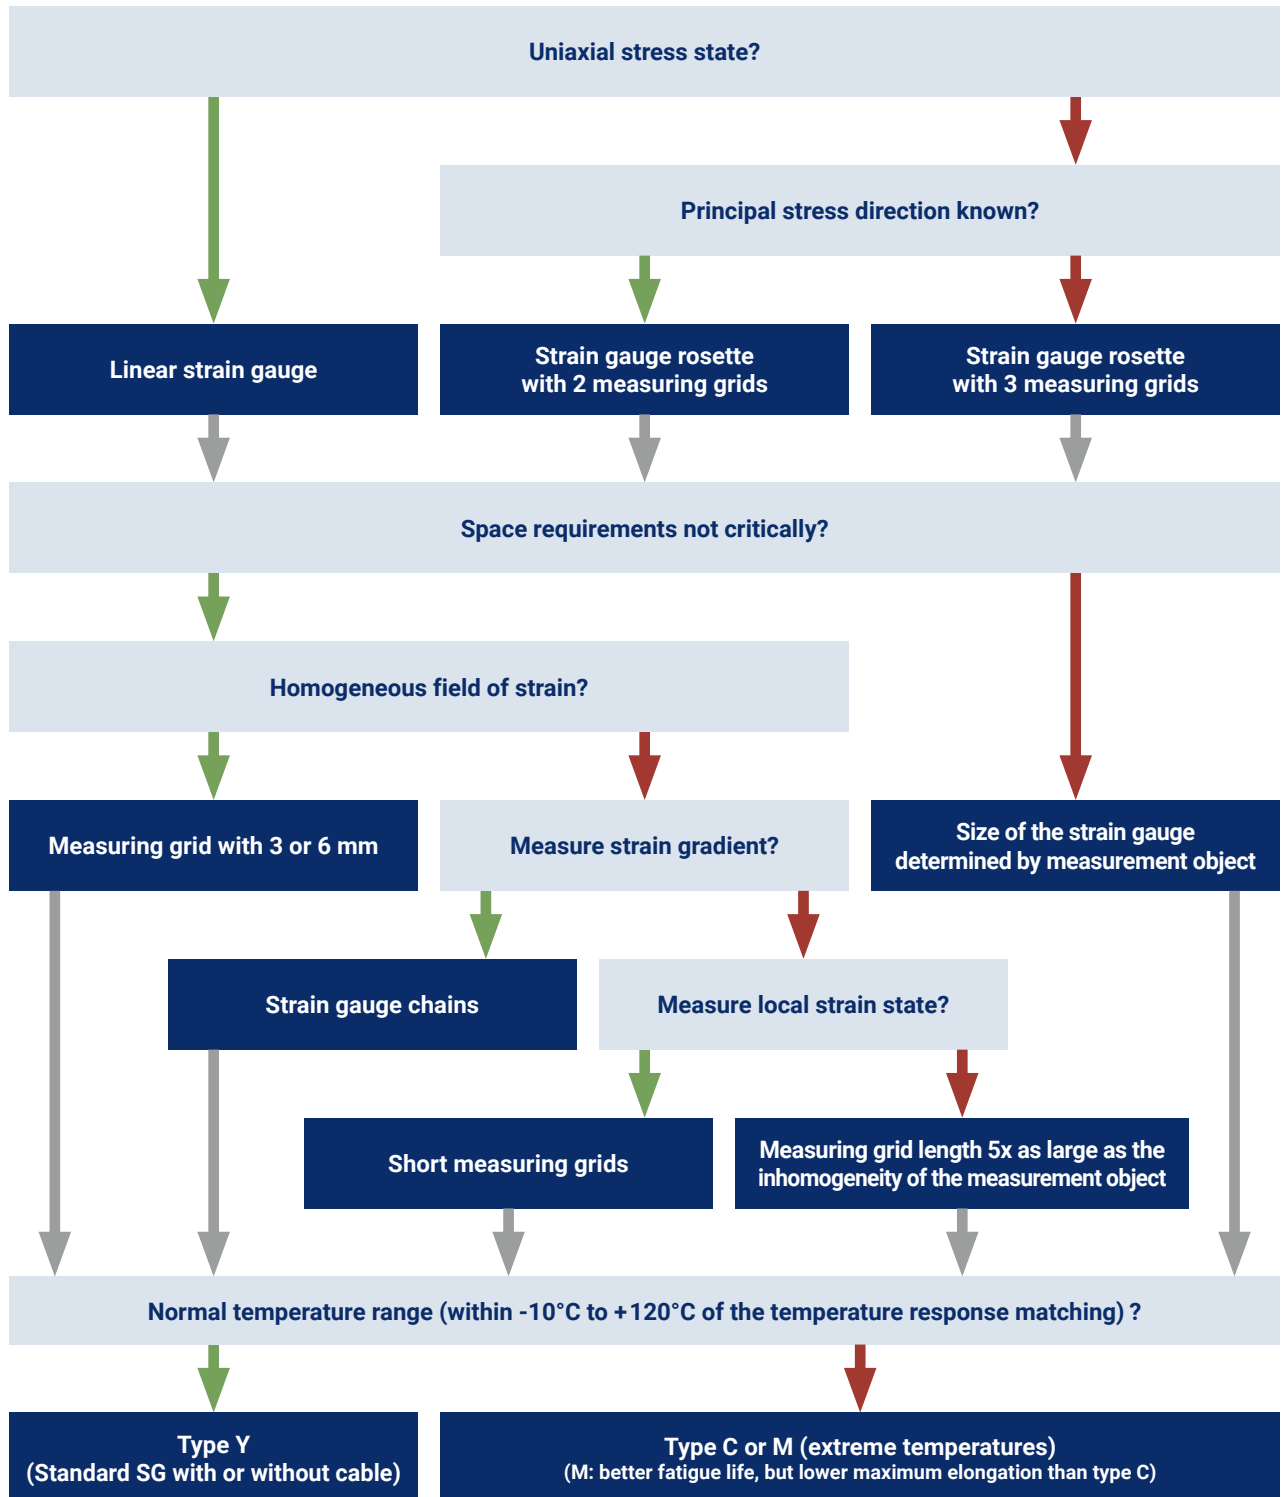 Uniaxial stress state?
Principal stress direction known?
Linear strain gauge
Strain gauge rosette
with 2 measuring grids
Strain gauge rosette
with 3 measuring grids
Space requirements not critically?
Homogeneous field of strain?
Measuring grid with 3 or 6 mm
Measure strain gradient?
Size of the strain gauge
determined by measurement object
Strain gauge chains
Measure local strain state?
Short measuring grids
Measuring grid length 5x as large as the
inhomogeneity of the measurement object
Normal temperature range (within -10°C to +120°C of the temperature response matching) ?
Type Y
(Standard SG with or without cable)
Type C or M (extreme temperatures)
(M: better fatigue life, but lower maximum elongation than type C)